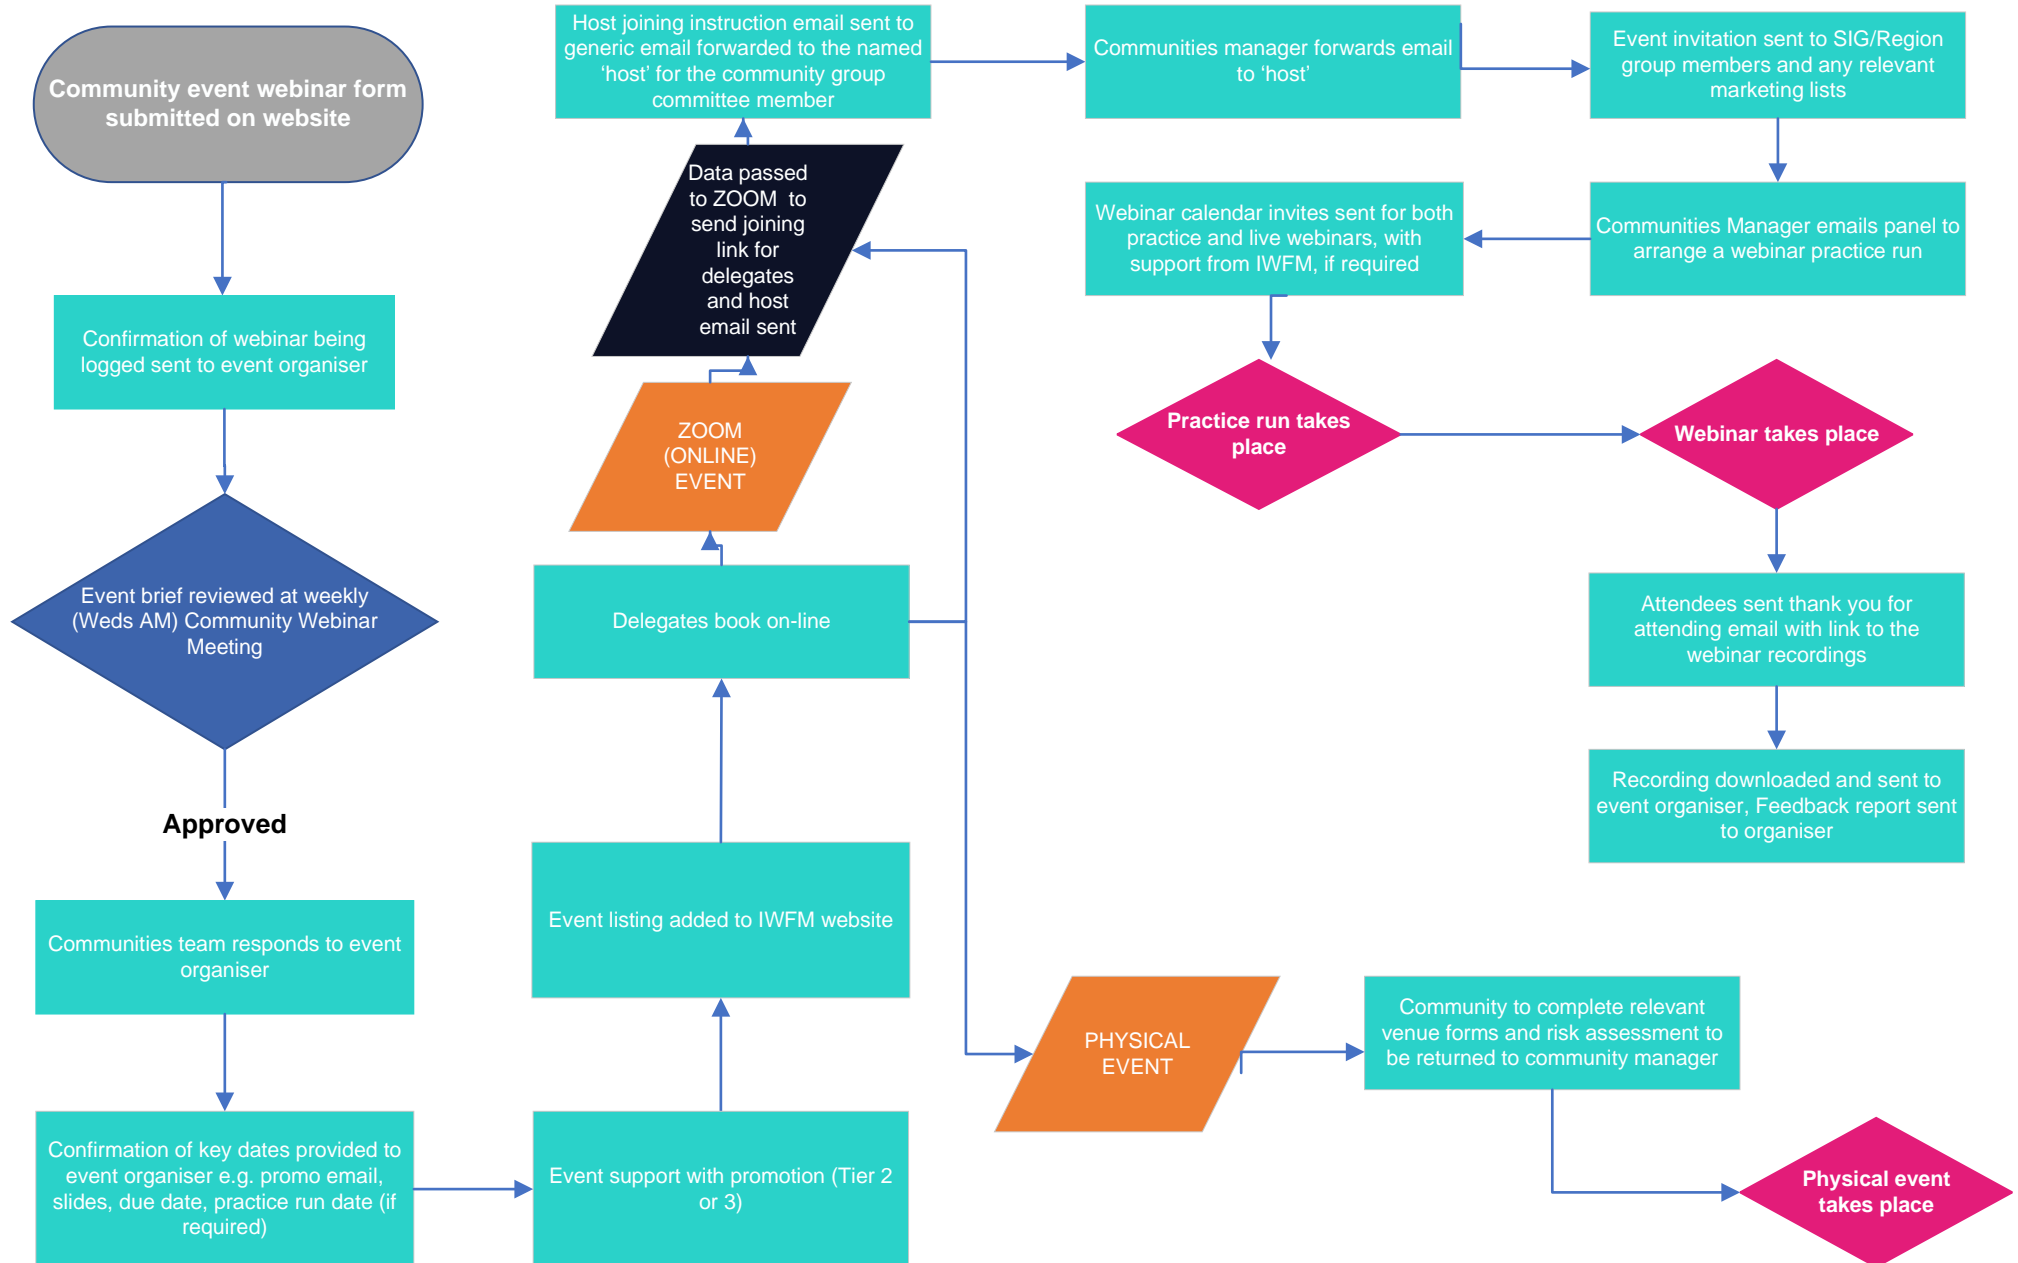 Community event webinar form
submitted on website
Confirmation of webinar being
logged sent to event organiser
Event brief reviewed at weekly
(Weds AM) Community Webinar
Meeting
Approved
Communities team responds to event
organiser
Confirmation of key dates provided to
event organiser e.g. promo email,
slides, due date, practice run date (if
required)
Event support with promotion (Tier 2
or 3)
Event listing added to IWFM website
Delegates book on-line
ZOOM
(ONLINE)
EVENT
Data passed
to ZOOM  to
send joining
link for
delegates
and host
email sent
Host joining instruction email sent to
generic email forwarded to the named
‘host’ for the community group
committee member
Communities manager forwards email
to ‘host’
Event invitation sent to SIG/Region
group members and any relevant
marketing lists
Communities Manager emails panel to
arrange a webinar practice run
Webinar calendar invites sent for both
practice and live webinars, with
support from IWFM, if required
Practice run takes
place
Webinar takes place
Attendees sent thank you for
attending email with link to the
webinar recordings
Recording downloaded and sent to
event organiser, Feedback report sent
to organiser
PHYSICAL
EVENT
Community to complete relevant
venue forms and risk assessment to
be returned to community manager
Physical event
takes place